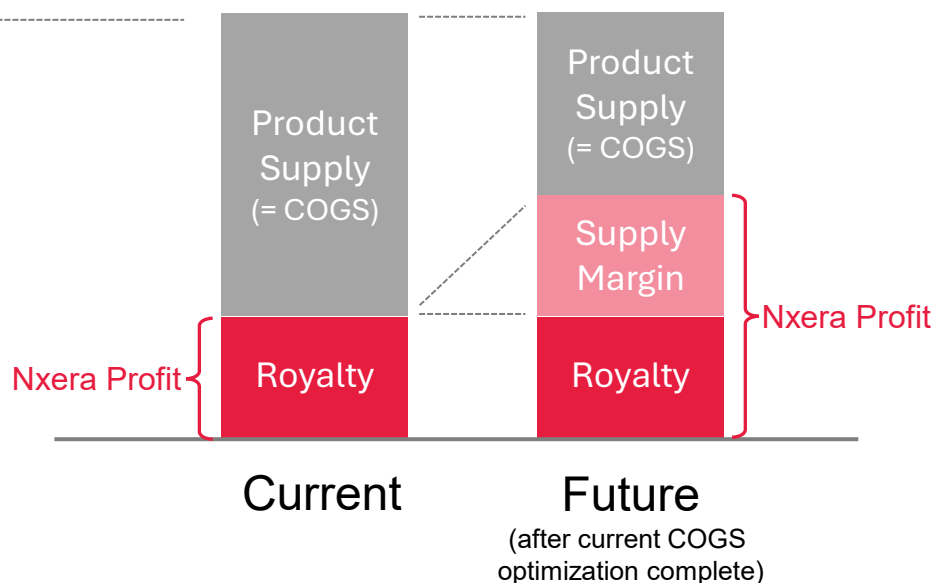 Product
Supply
(= COGS)
Royalty
Nxera Profit
Product
Supply
(= COGS)
Supply
Margin
Royalty
Nxera Profit
Current
Future
(after current COGS
optimization complete)